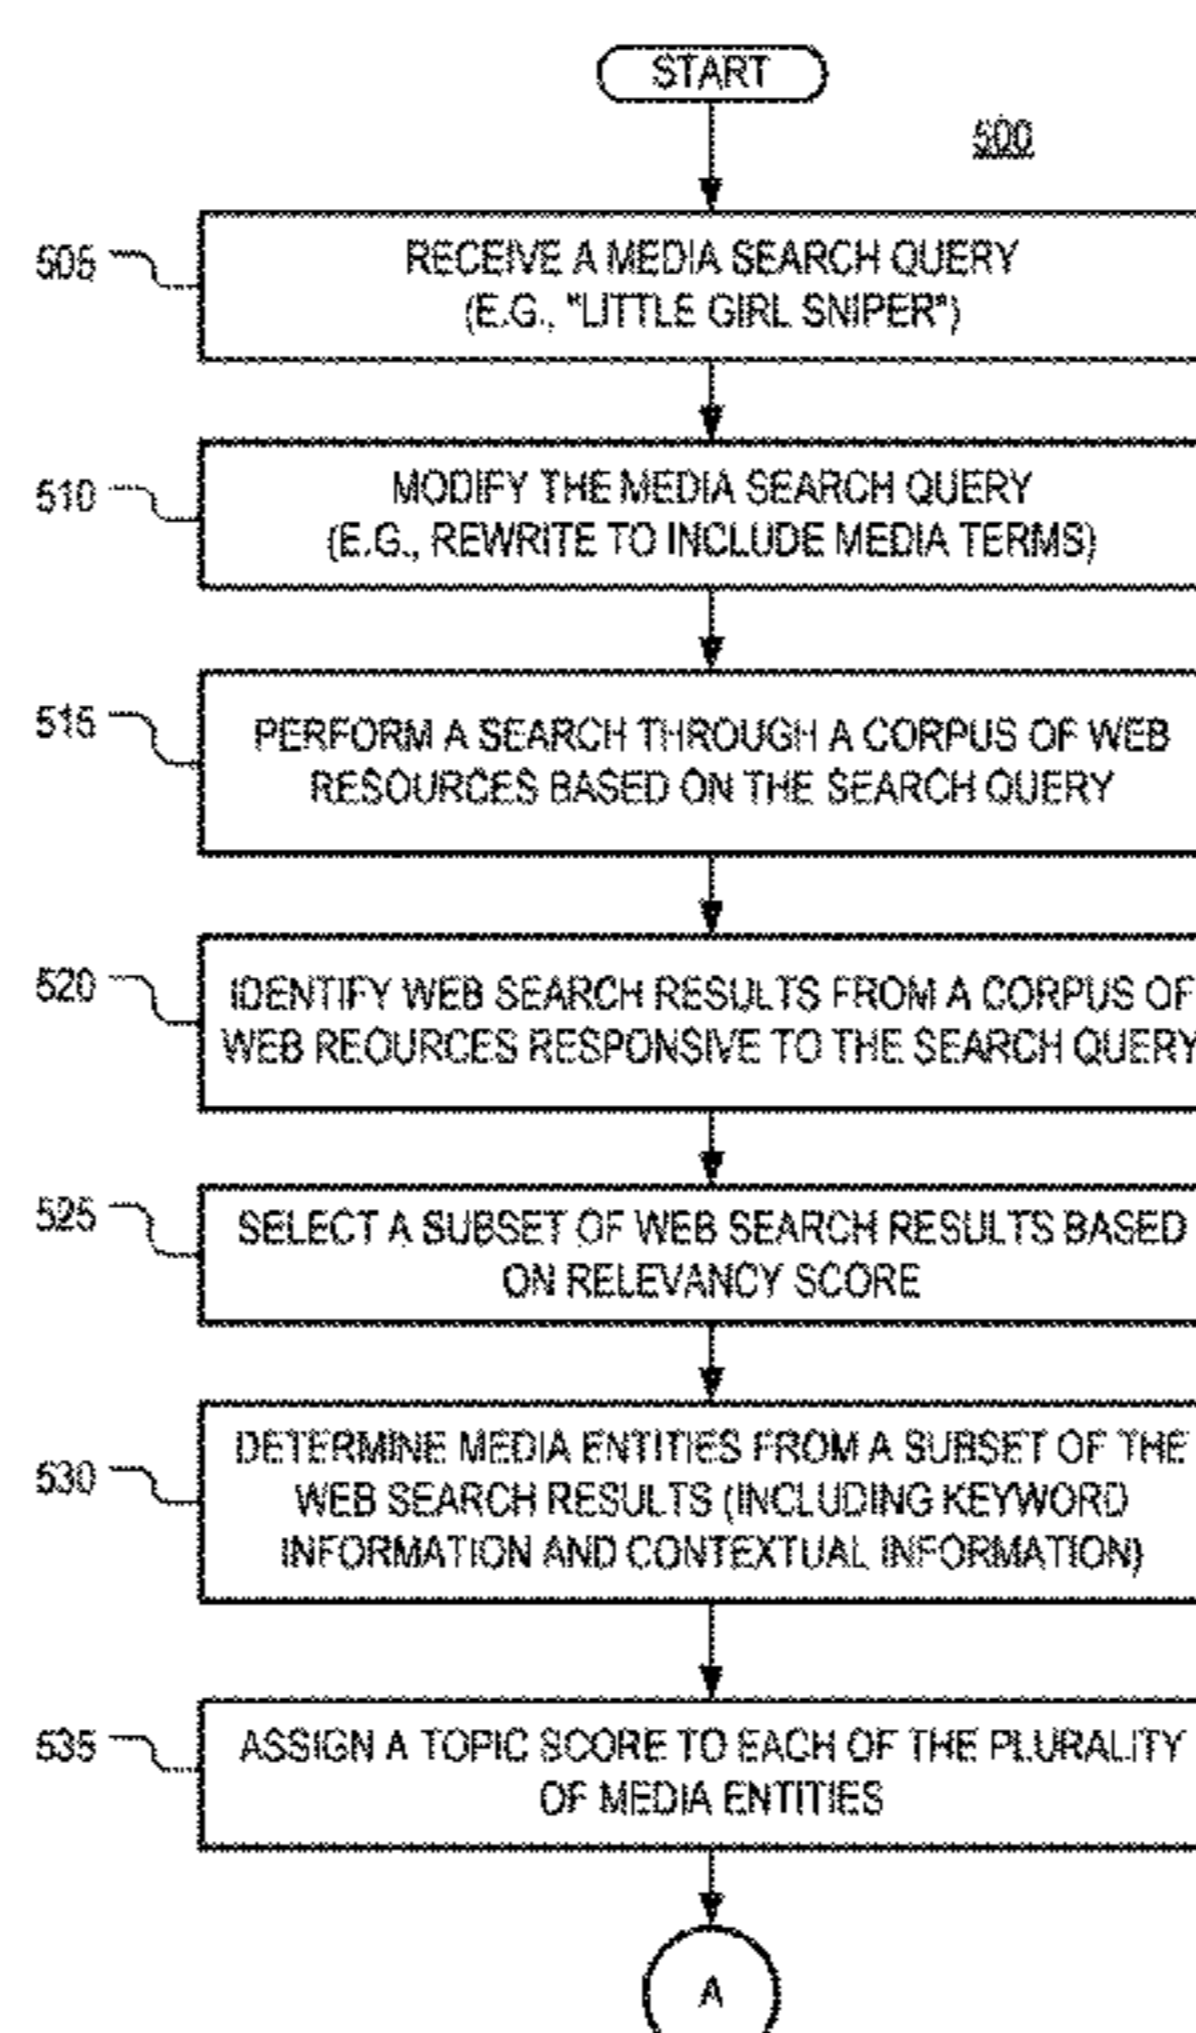 START
500
505
RECEIVE A MEDIA SEARCH QUERY
(E.G., "LITTLE GIRL SNIPER")
510
MODIFY THE MEDIA SEARCH QUERY
(E.G., REWRITE TO INCLUDE MEDIA TERMS)
515
PERFORM A SEARCH THROUGH A CORPUS OF WEB
RESOURCES BASED ON THE SEARCH QUERY
520
IDENTIFY WEB SEARCH RESULTS FROM A CORPUS OF
WEB REOURCES RESPONSIVE TO THE SEARCH QUERY
525
SELECT A SUBSET OF WEB SEARCH RESULTS BASED
ON RELEVANCY SCORE
530
DETERMINE MEDIA ENTITIES FROM A SUBSET OF THE
WEB SEARCH RESULTS (INCLUDING KEYWORD
INFORMATION AND CONTEXTUAL INFORMATION)
535
ASSIGN A TOPIC SCORE TO EACH OF THE PLURALITY
OF MEDIA ENTITIES
A